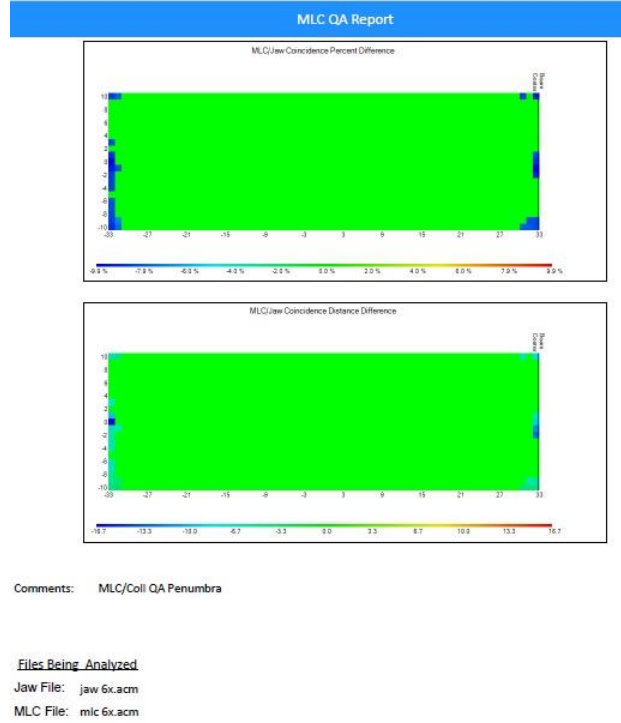 MLC QA Report
MLC/Jaw Coincidence Percent Difference
Beam
Center
10
8
6
4
2
0
-2
-4
-6
-8
-10
-33 -27 -21 -15 -9 -3 3 9 15 21 27 33
-9.9 % -7.9 % -6.0 % -4.0 % -2.0 % 0.0 % 2.0 % 4.0 % 6.0 % 7.9 % 9.9 %
MLC/Jaw Coincidence Distance Difference
Beam
Center
10
8
6
4
2
0
-2
-4
-6
-8
-10
-33 -27 -21 -15 -9 -3 3 9 15 21 27 33
-16.7 -13.3 -10.0 -6.7 -3.3 0.0 3.3 6.7 10.0 13.3 16.7
Comments: MLC/Coll QA Penumbra
Files Being Analyzed
Jaw File: jaw 6x.acm
MLC File: mlc 6x.acm